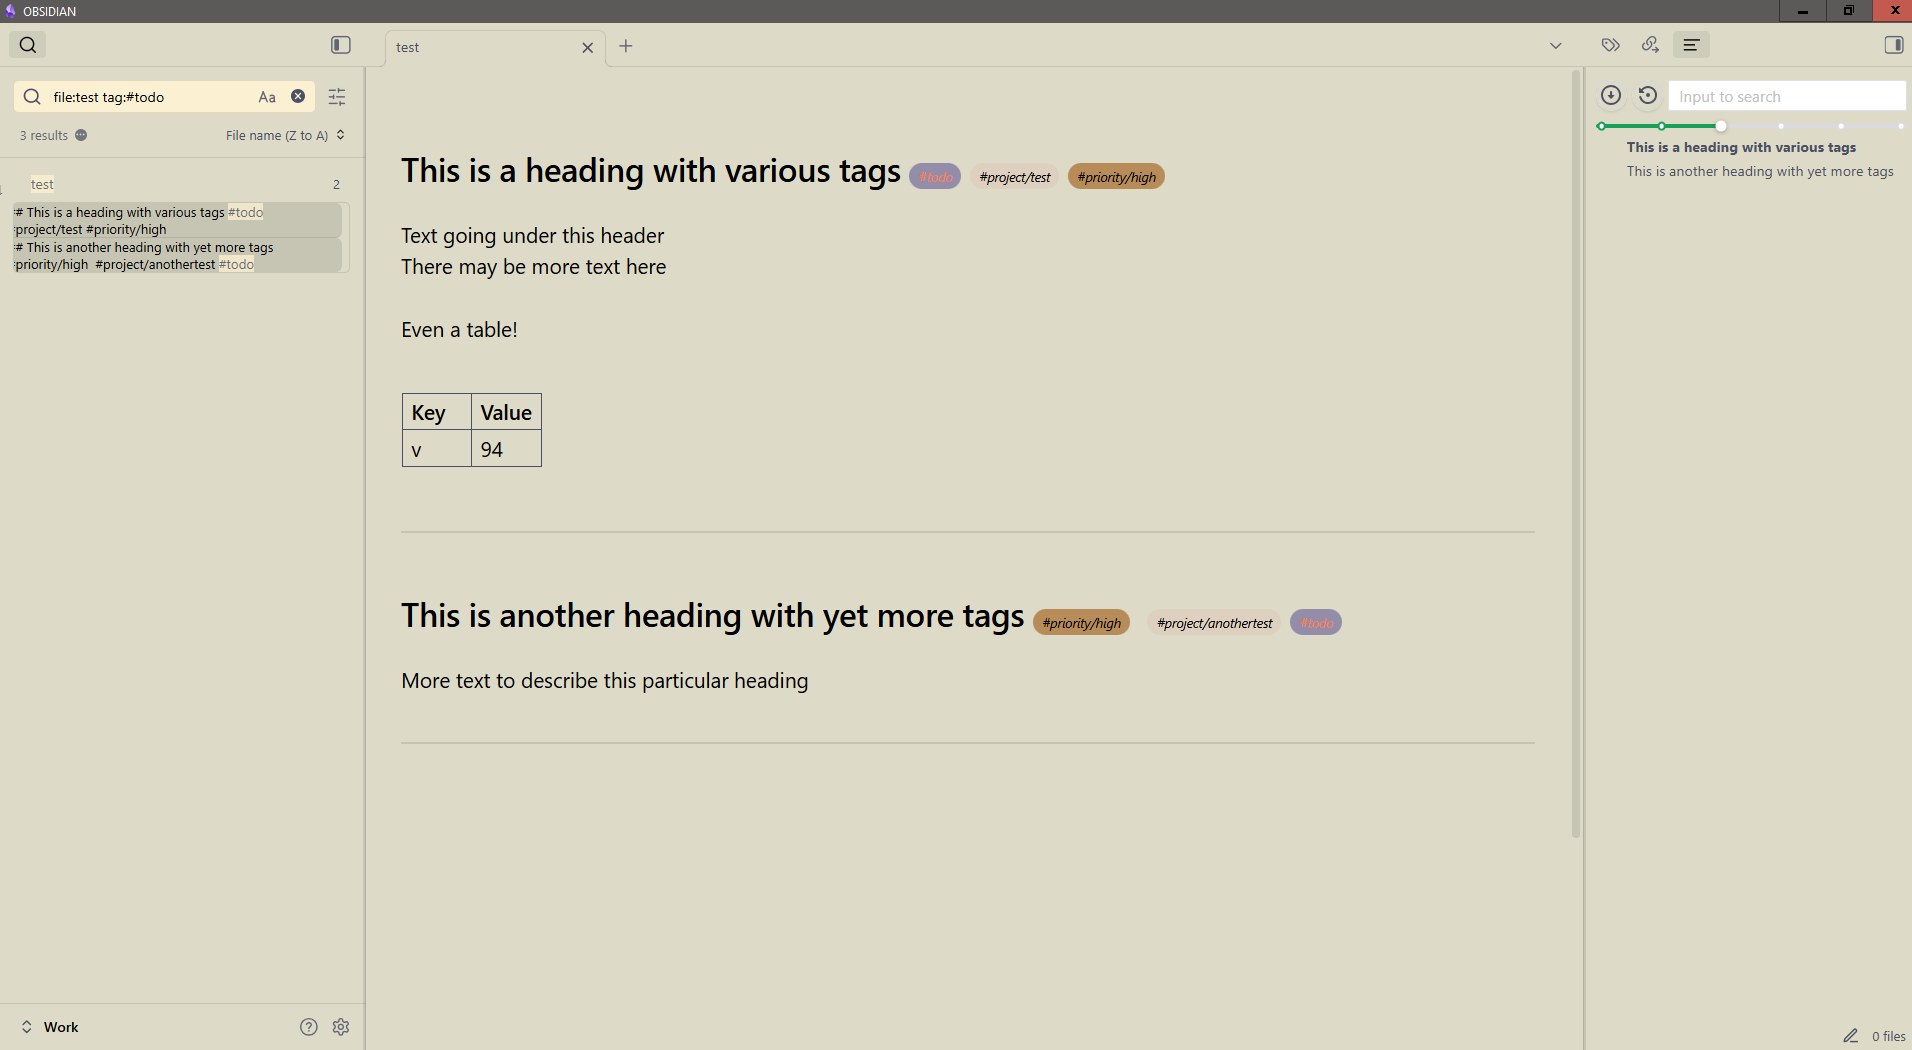 OBSIDIAN
test
file:test tag:#todo
Aa
3 results
File name (Z to A)
test
2
# This is a heading with various tags #todo
#project/test #priority/high
# This is another heading with yet more tags
#priority/high #project/anothertest #todo
This is a heading with various tags #todo #project/test #priority/high
Text going under this header
There may be more text here
Even a table!
Key Value
v 94
This is another heading with yet more tags #priority/high #project/anothertest #todo
More text to describe this particular heading
Input to search
This is a heading with various tags
This is another heading with yet more tags
Work
0 files